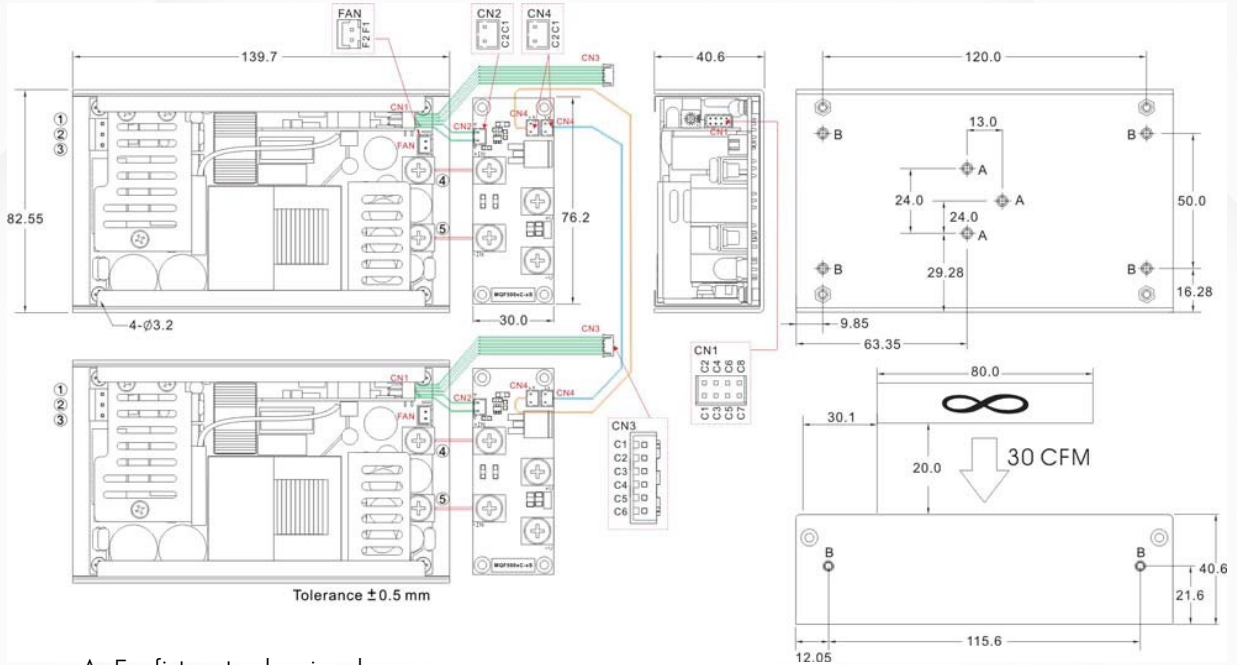 FAN
F2 F1
CN2
C2 C1
CN4
C2 C1
139.7
CN3
40.6
120.0
CN1
CN2
CN4
CN4
FAN
+IN
-IN
①
②
③
④
⑤
82.55
76.2
MQF500xC-xS
30.0
4-Ø3.2
CN1
13.0
A
A
A
B
B
B
B
24.0
24.0
29.28
50.0
16.28
9.85
63.35
CN3
CN1
C2 C4 C6 C8
C1 C3 C5 C7
①
②
③
CN1
CN2
CN4
CN4
FAN
+IN
-IN
④
⑤
MQF500xC-xS
CN3
C1
C2
C3
C4
C5
C6
80.0
30.1
20.0
30 CFM
B
B
40.6
21.6
115.6
12.05
Tolerance ±0.5 mm